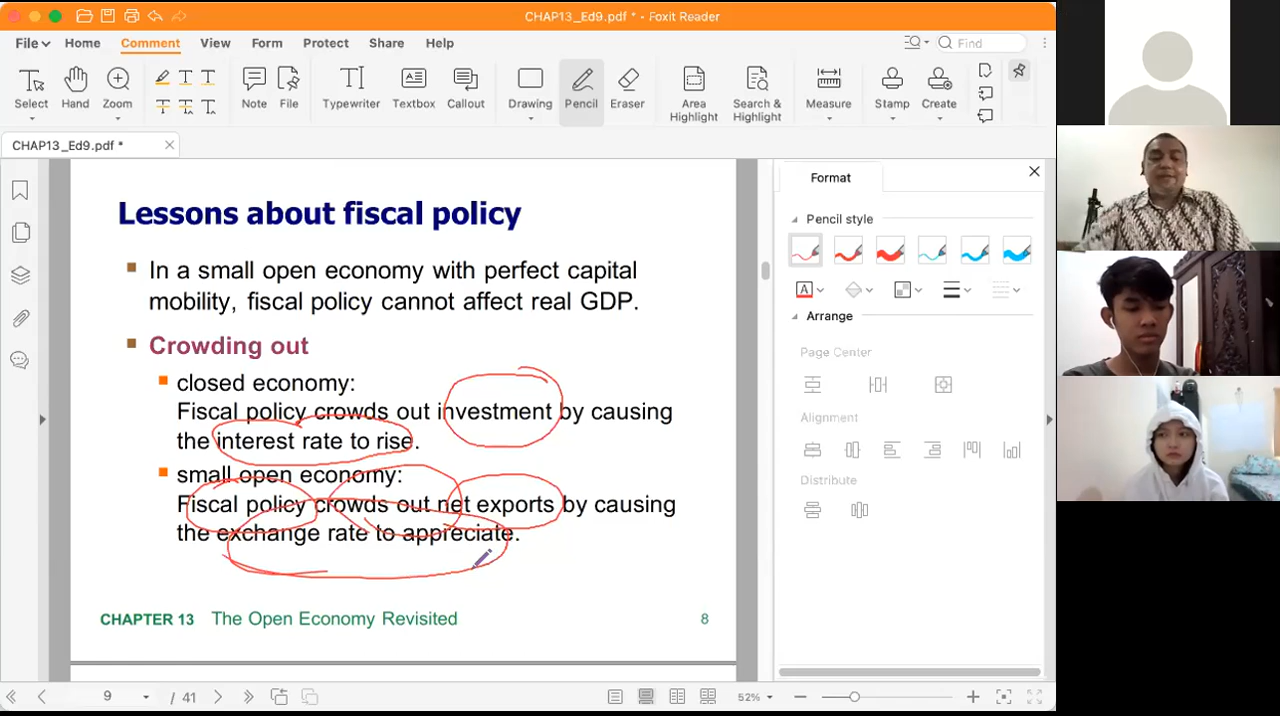 CHAP13_Ed9.pdf * - Foxit Reader
File Home Comment View Form Protect Share Help Find
Select Hand Zoom Note File Typewriter Textbox Callout Drawing Pencil Eraser Area Highlight Search & Highlight Measure Stamp Create
CHAP13_Ed9.pdf *
Lessons about fiscal policy
In a small open economy with perfect capital
mobility, fiscal policy cannot affect real GDP.
Crowding out
closed economy:
Fiscal policy crowds out investment by causing
the interest rate to rise.
small open economy:
Fiscal policy crowds out net exports by causing
the exchange rate to appreciate.
CHAPTER 13 The Open Economy Revisited 8
Format
Pencil style
Arrange
Page Center
Alignment
Distribute
9 / 41 52%